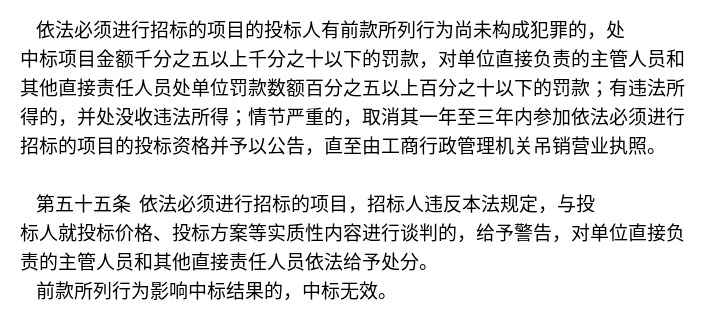 依法必须进行招标的项目的投标人有前款所列行为尚未构成犯罪的，处
中标项目金额千分之五以上千分之十以下的罚款，对单位直接负责的主管人员和
其他直接责任人员处单位罚款数额百分之五以上百分之十以下的罚款；有违法所
得的，并处没收违法所得；情节严重的，取消其一年至三年内参加依法必须进行
招标的项目的投标资格并予以公告，直至由工商行政管理机关吊销营业执照。
第五十五条 依法必须进行招标的项目，招标人违反本法规定，与投
标人就投标价格、投标方案等实质性内容进行谈判的，给予警告，对单位直接负
责的主管人员和其他直接责任人员依法给予处分。
前款所列行为影响中标结果的，中标无效。